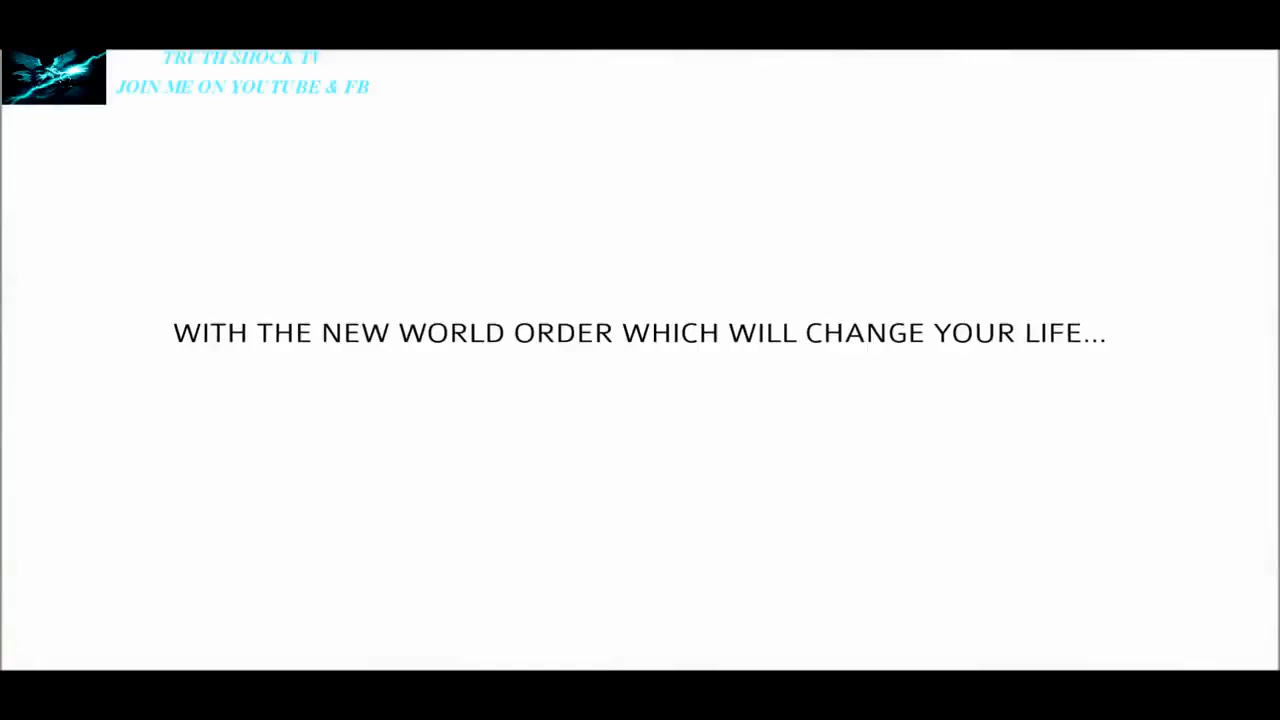 TRUTH SHOCK TV
JOIN ME ON YOUTUBE & FB
WITH THE NEW WORLD ORDER WHICH WILL CHANGE YOUR LIFE...